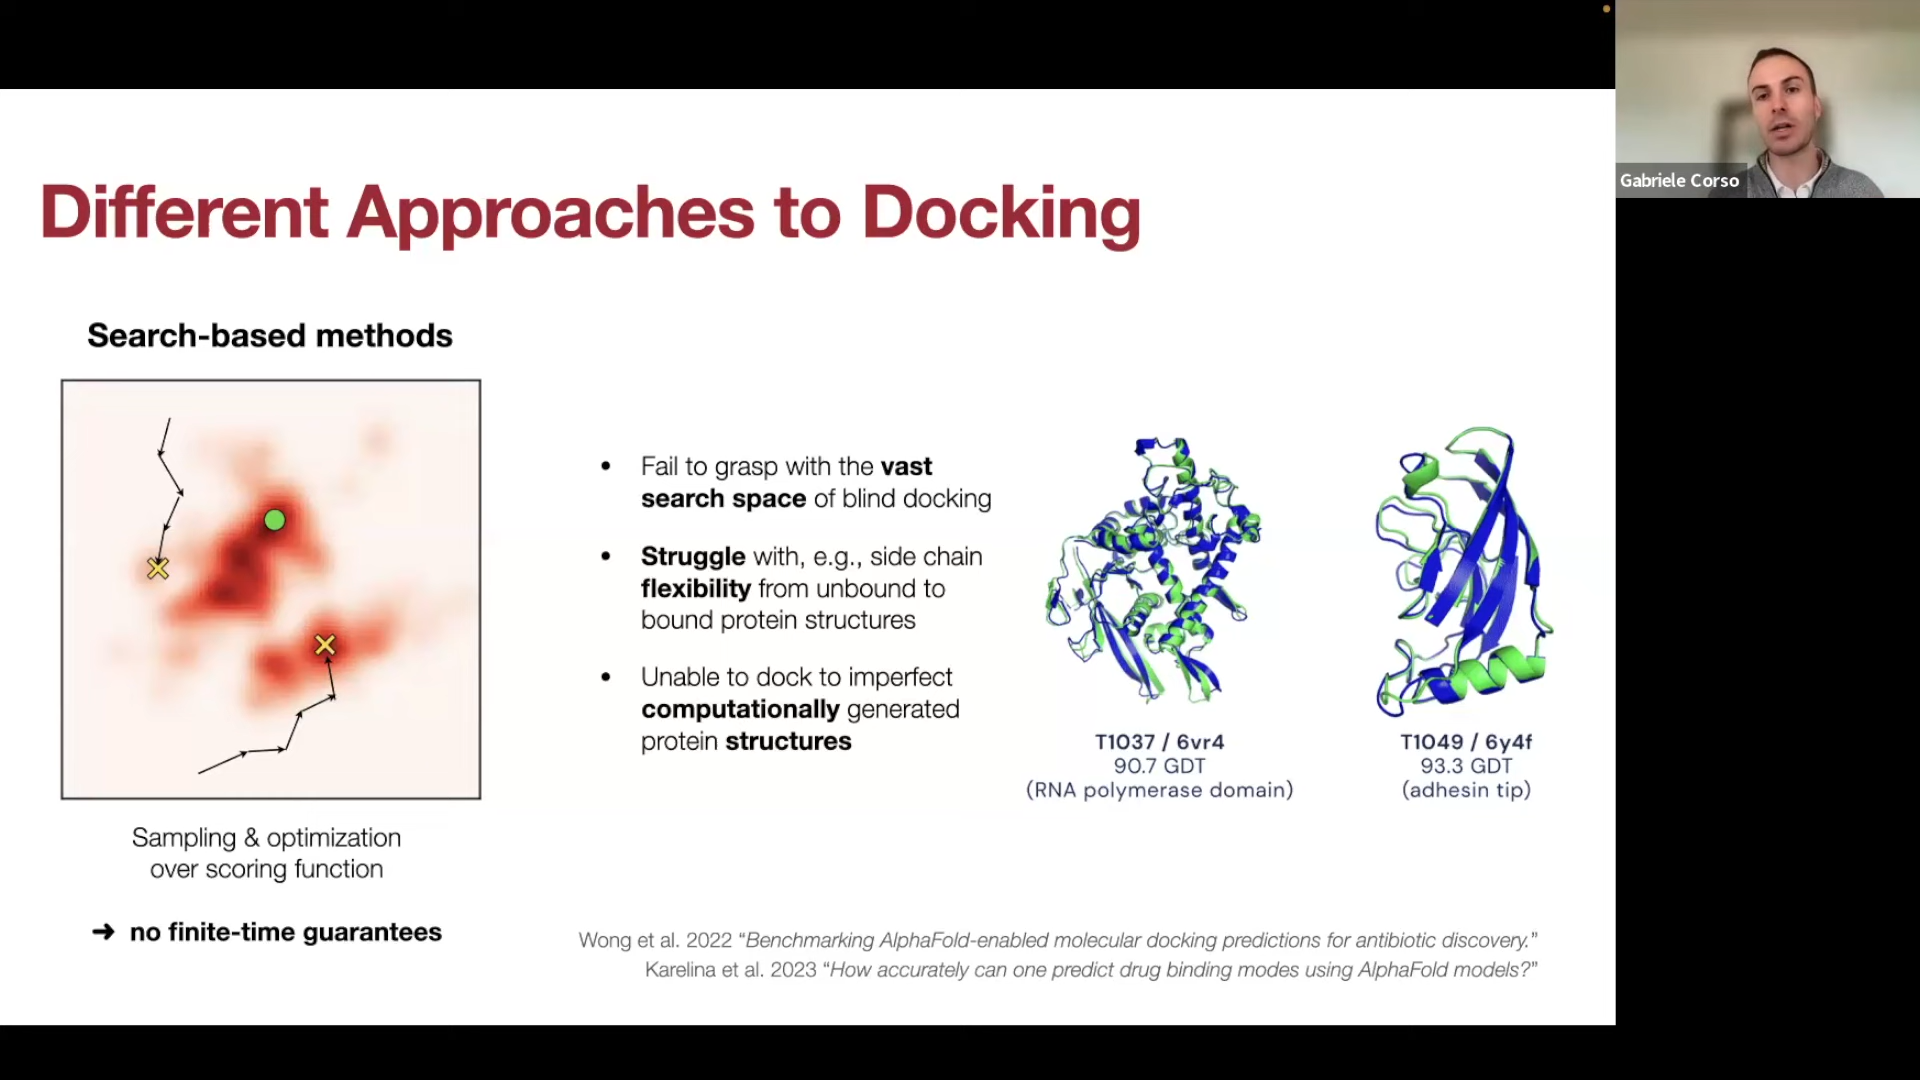 Gabriele Corso
Different Approaches to Docking
Search-based methods
Sampling & optimization
over scoring function
➔ no finite-time guarantees
• Fail to grasp with the vast
search space of blind docking
• Struggle with, e.g., side chain
flexibility from unbound to
bound protein structures
• Unable to dock to imperfect
computationally generated
protein structures
T1037 / 6vr4
90.7 GDT
(RNA polymerase domain)
T1049 / 6y4f
93.3 GDT
(adhesin tip)
Wong et al. 2022 “Benchmarking AlphaFold-enabled molecular docking predictions for antibiotic discovery.”
Karelina et al. 2023 “How accurately can one predict drug binding modes using AlphaFold models?”